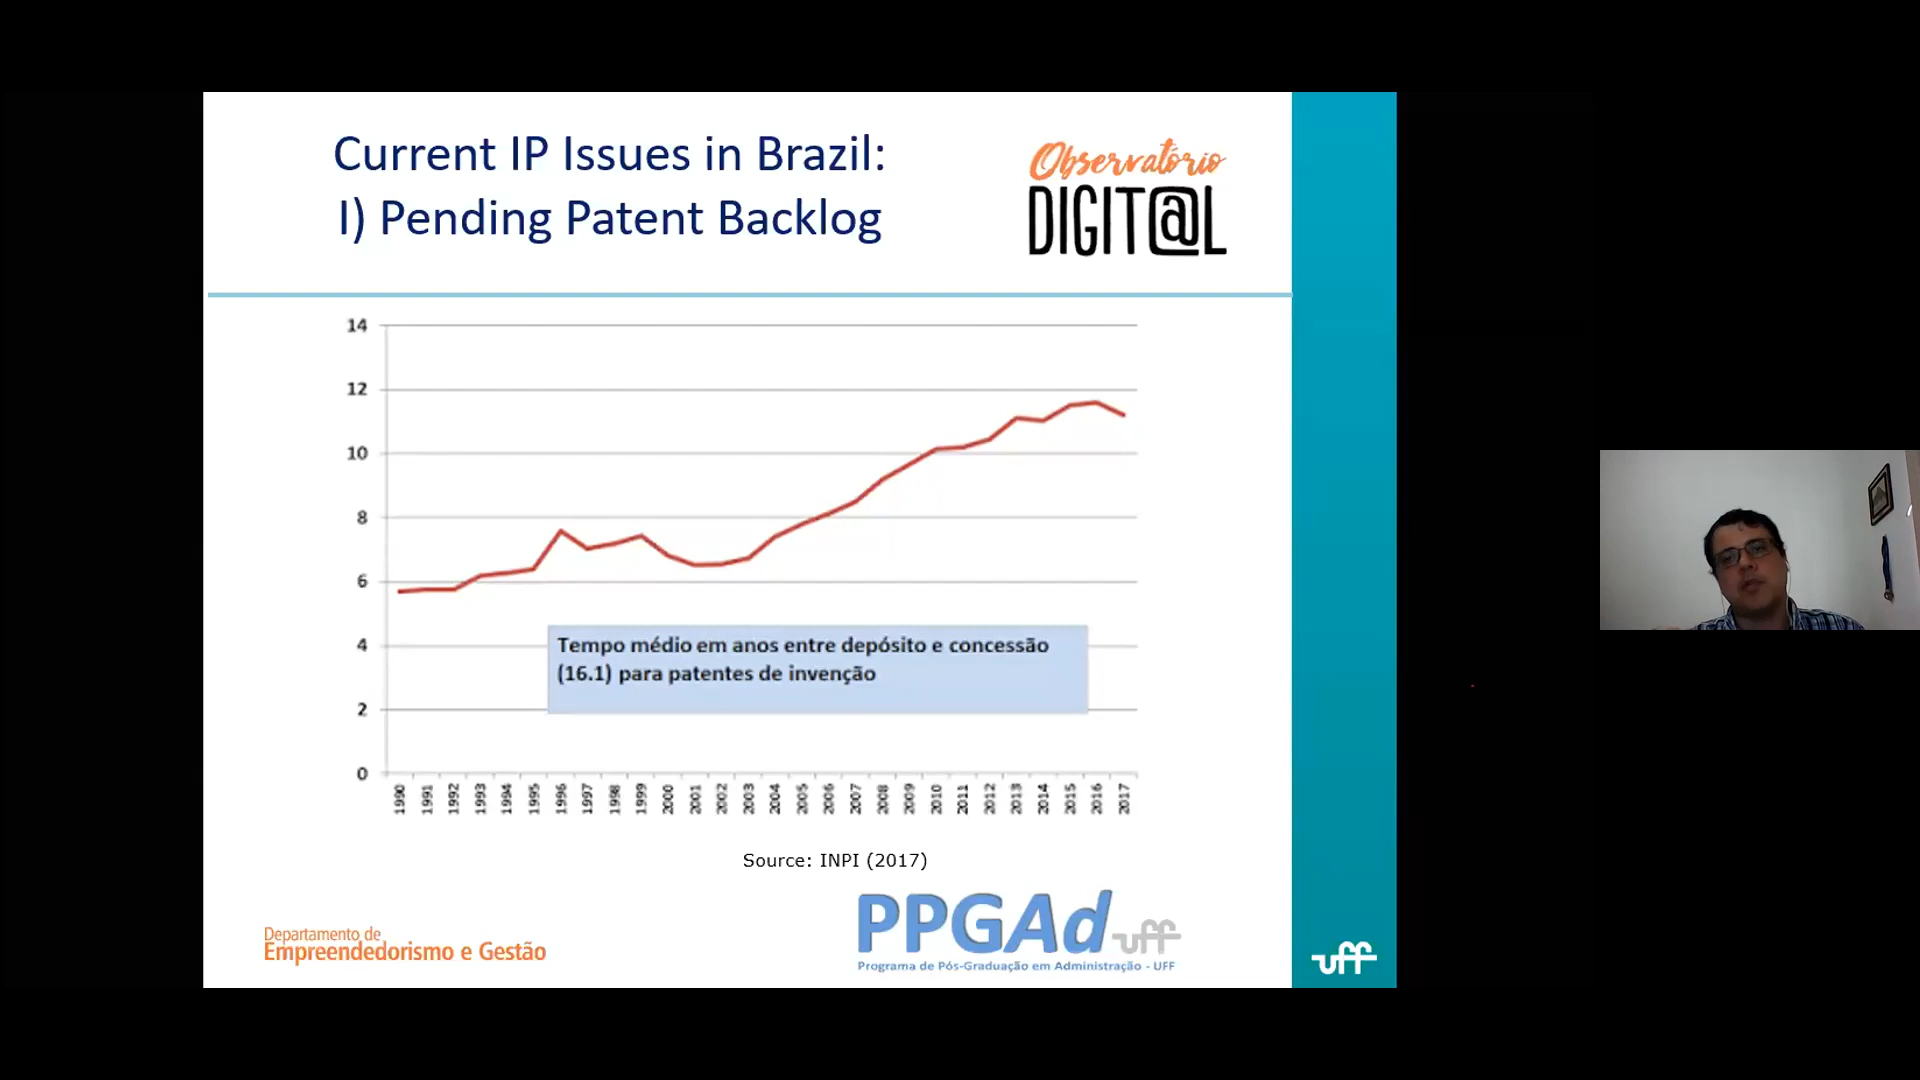 Current IP Issues in Brazil:
I) Pending Patent Backlog
Observatório
DIGIT@L
14
12
10
8
6
4
2
0
Tempo médio em anos entre depósito e concessão
(16.1) para patentes de invenção
1990 1991 1992 1993 1994 1995 1996 1997 1998 1999 2000 2001 2002 2003 2004 2005 2006 2007 2008 2009 2010 2011 2012 2013 2014 2015 2016 2017
Source: INPI (2017)
Departamento de
Empreendedorismo e Gestão
PPGAd uff
Programa de Pós-Graduação em Administração - UFF
uff